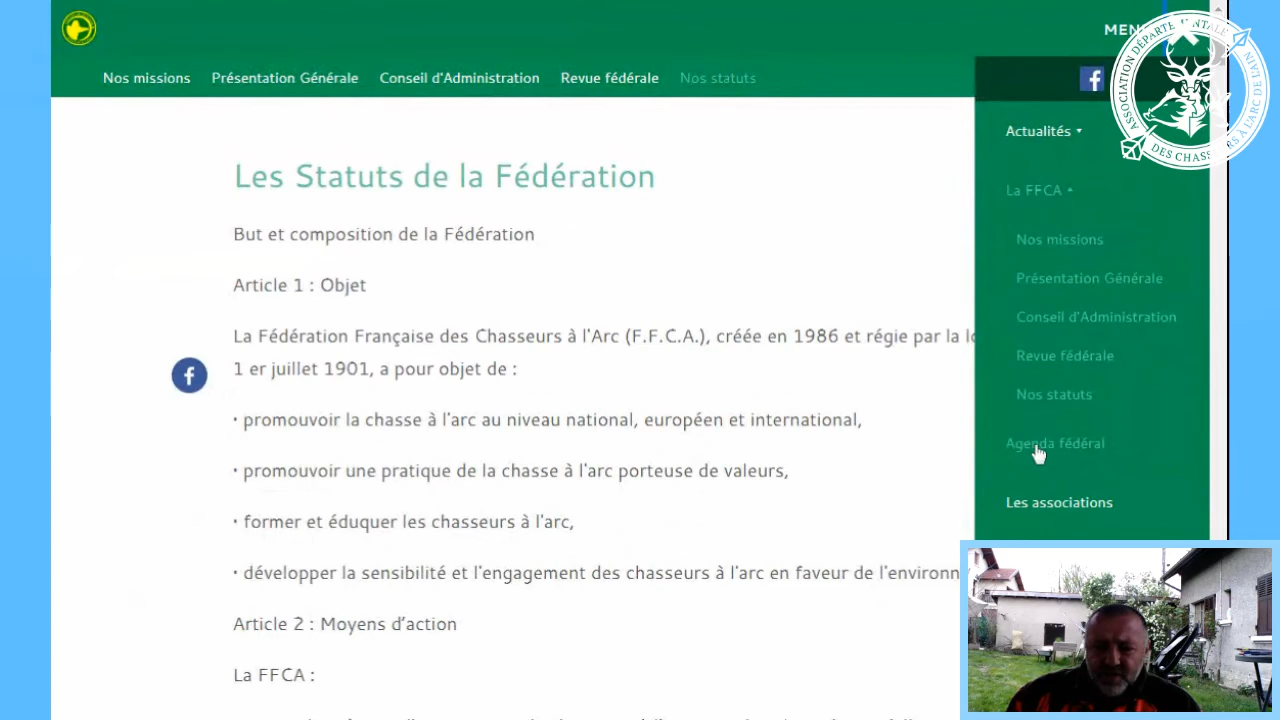 MENU
Nos missions Présentation Générale Conseil d'Administration Revue fédérale Nos statuts
ASSOCIATION DÉPARTEMENTALE
DES CHASSEURS À L'ARC DE L'AIN
Les Statuts de la Fédération
But et composition de la Fédération
Article 1 : Objet
La Fédération Française des Chasseurs à l'Arc (F.F.C.A.), créée en 1986 et régie par la
1 er juillet 1901, a pour objet de :
• promouvoir la chasse à l'arc au niveau national, européen et international,
• promouvoir une pratique de la chasse à l'arc porteuse de valeurs,
• former et éduquer les chasseurs à l'arc,
• développer la sensibilité et l'engagement des chasseurs à l'arc en faveur de l'environn
Article 2 : Moyens d'action
La FFCA :
Actualités
La FFCA
Nos missions
Présentation Générale
Conseil d'Administration
Revue fédérale
Nos statuts
Agenda fédéral
Les associations